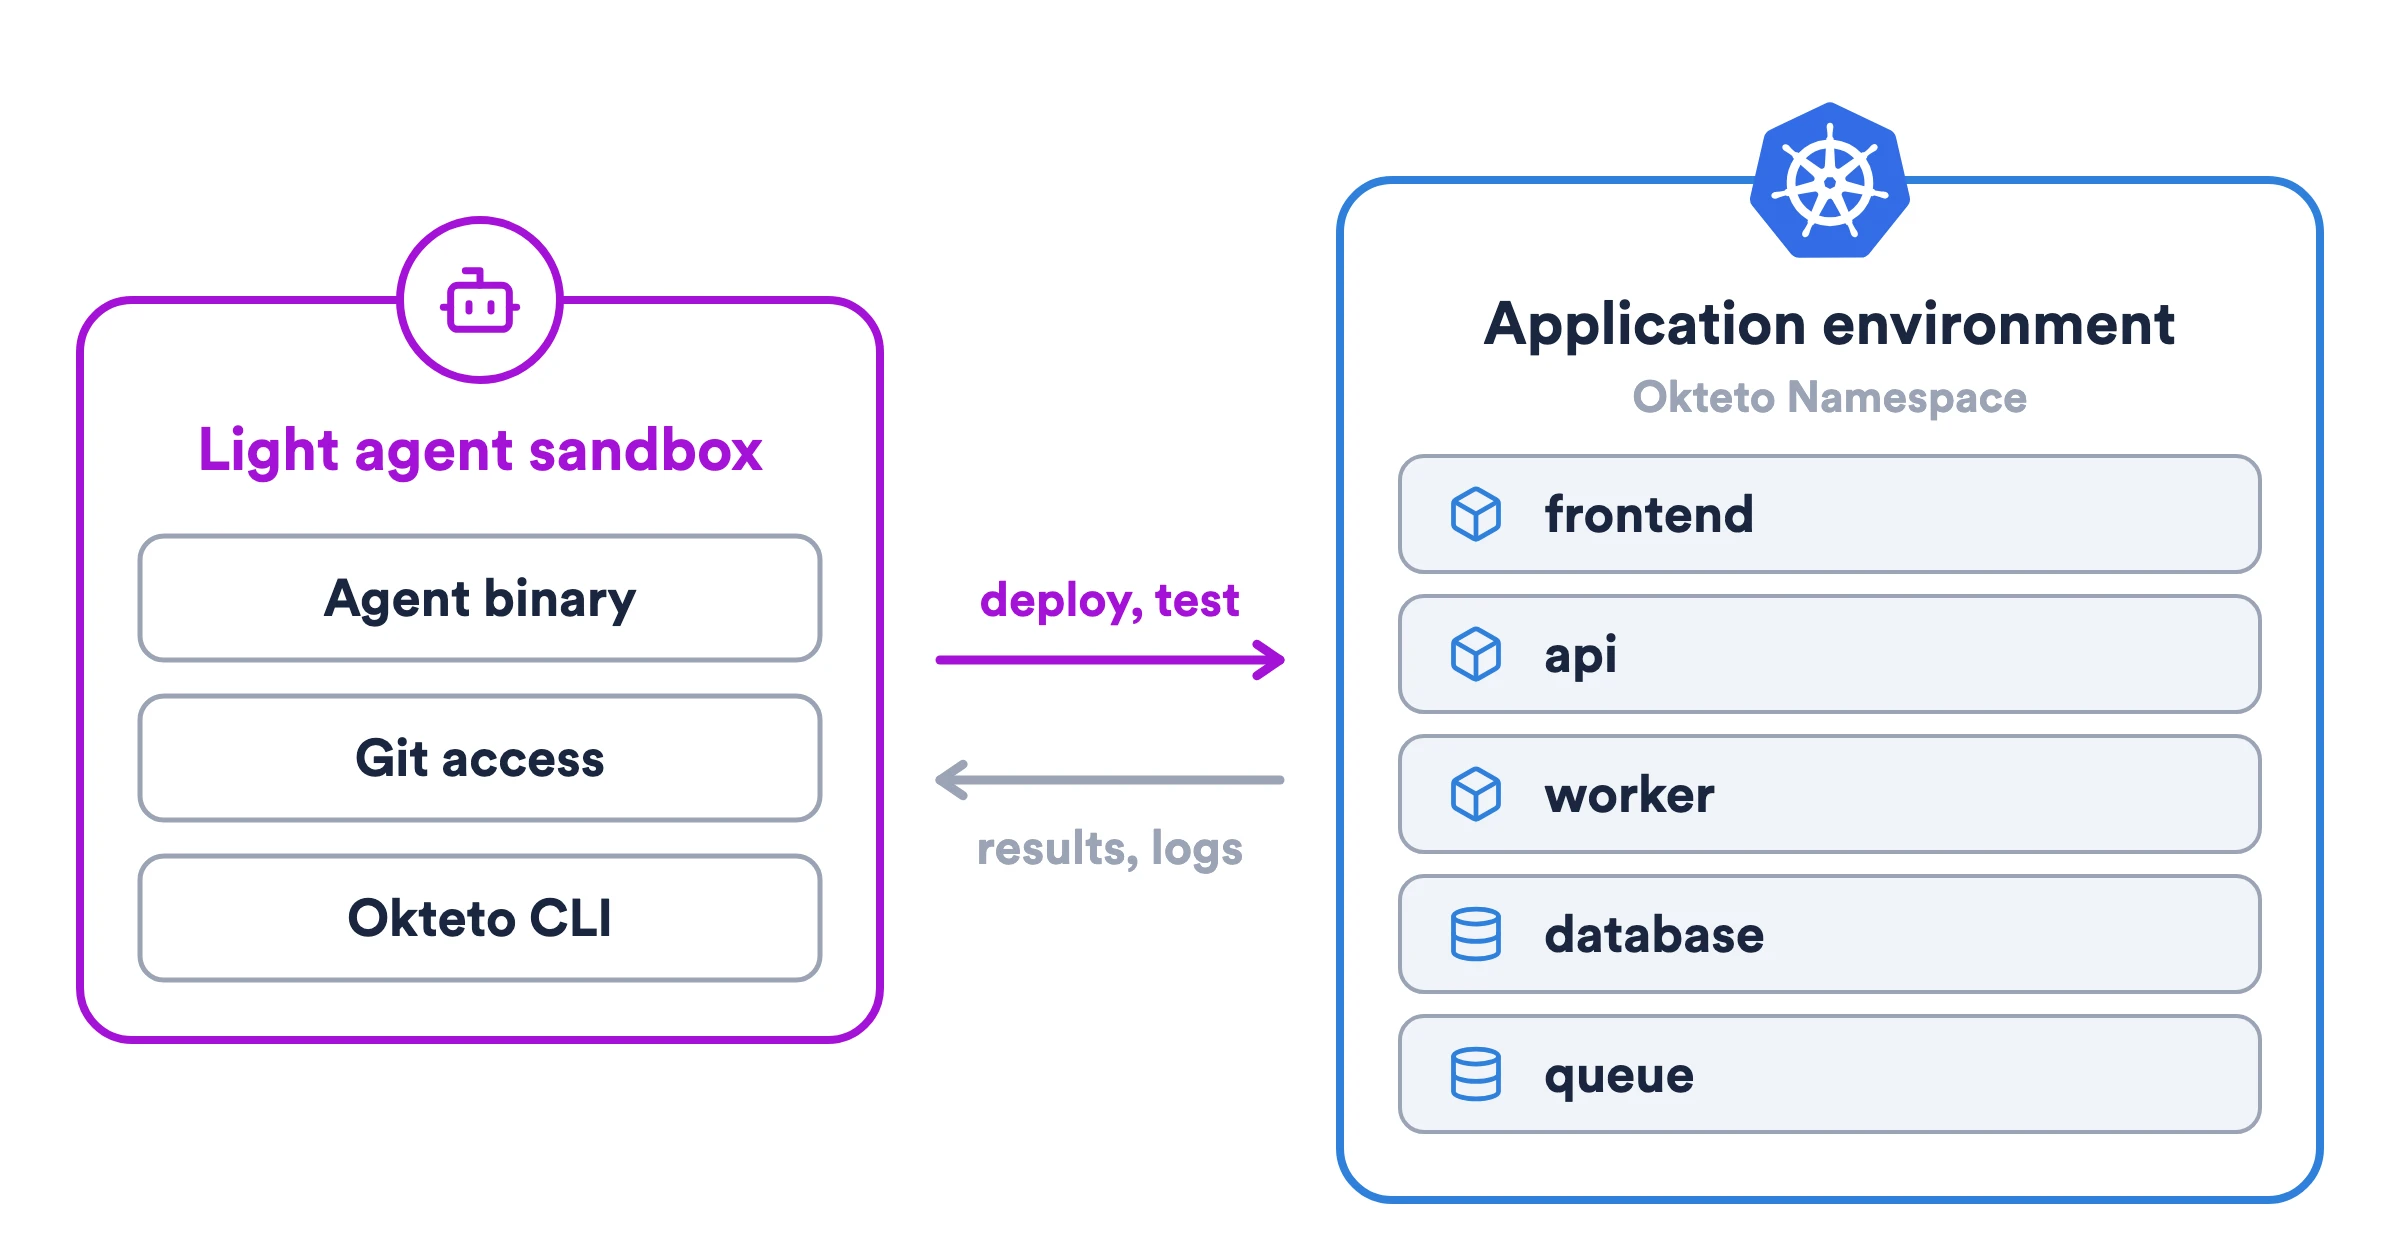 Light agent sandbox
Agent binary
Git access
Okteto CLI
deploy, test
results, logs
Application environment
Okteto Namespace
frontend
api
worker
database
queue